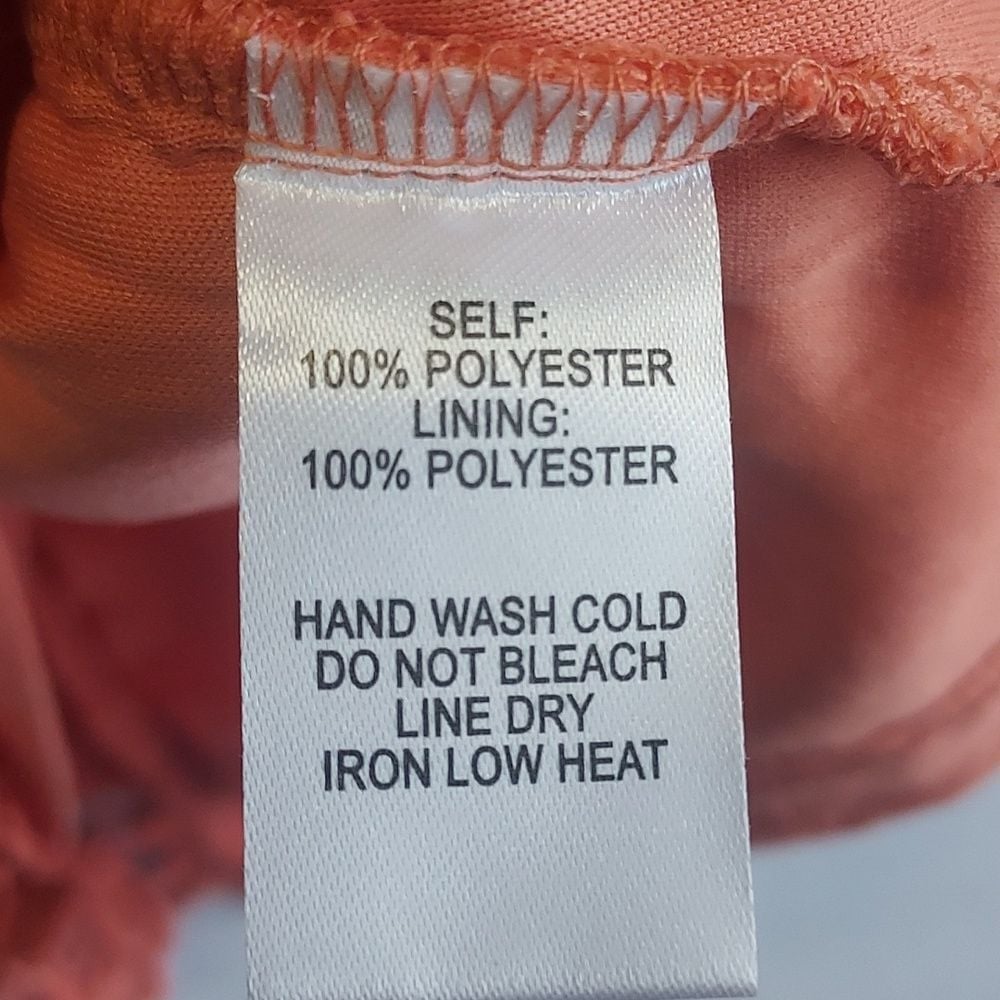 SELF:
100% POLYESTER
LINING:
100% POLYESTER
HAND WASH COLD
DO NOT BLEACH
LINE DRY
IRON LOW HEAT